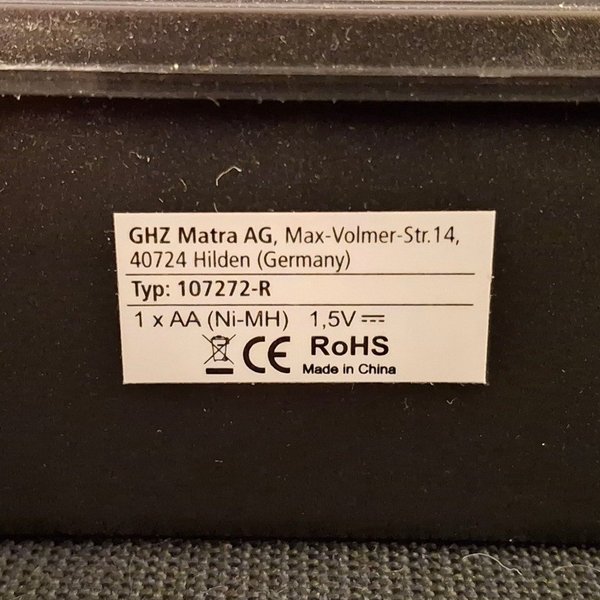 GHZ Matra AG, Max-Volmer-Str.14,
40724 Hilden (Germany)
Typ: 107272-R
1 x AA (Ni-MH) 1,5V ⎓
CE RoHS
Made in China